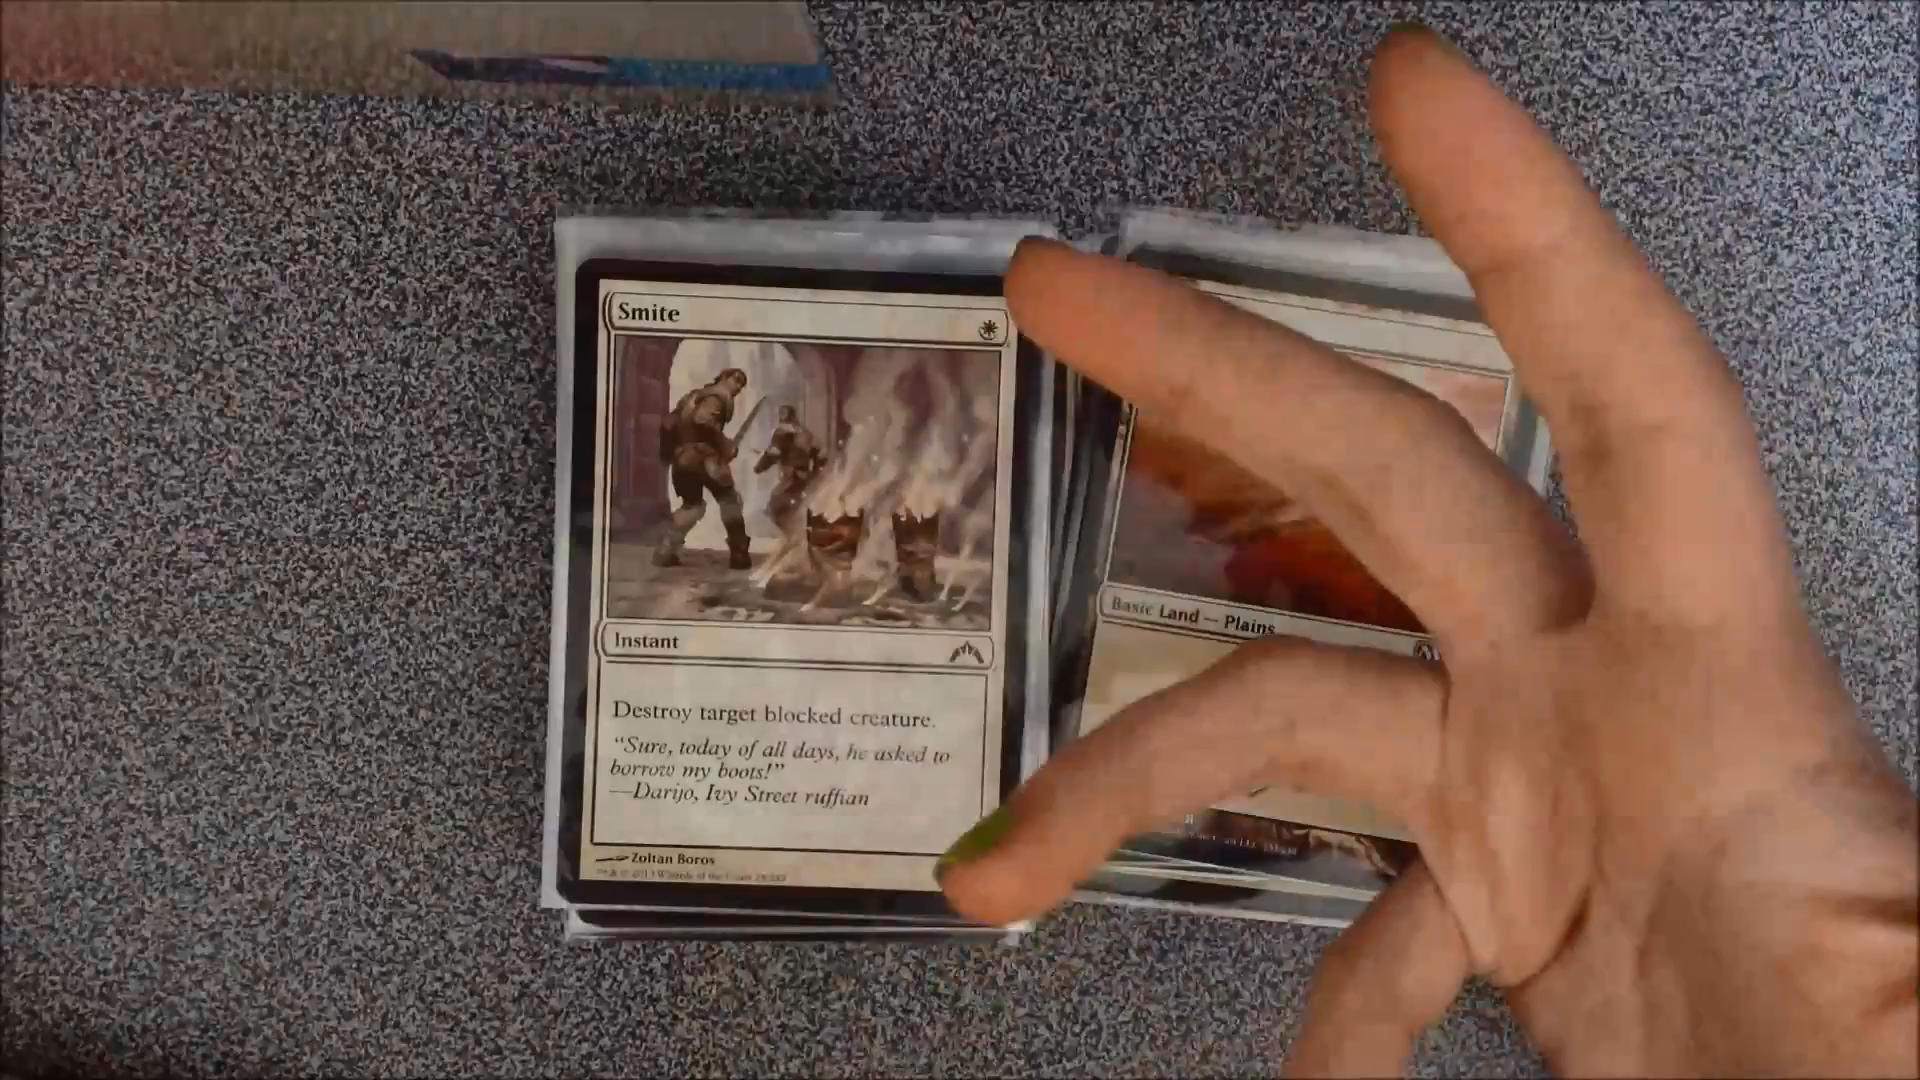 Smite
Instant
Destroy target blocked creature.
“Sure, today of all days, he asked to
borrow my boots!”
—Darijo, Ivy Street ruffian
Zoltan Boros
Basic Land — Plains